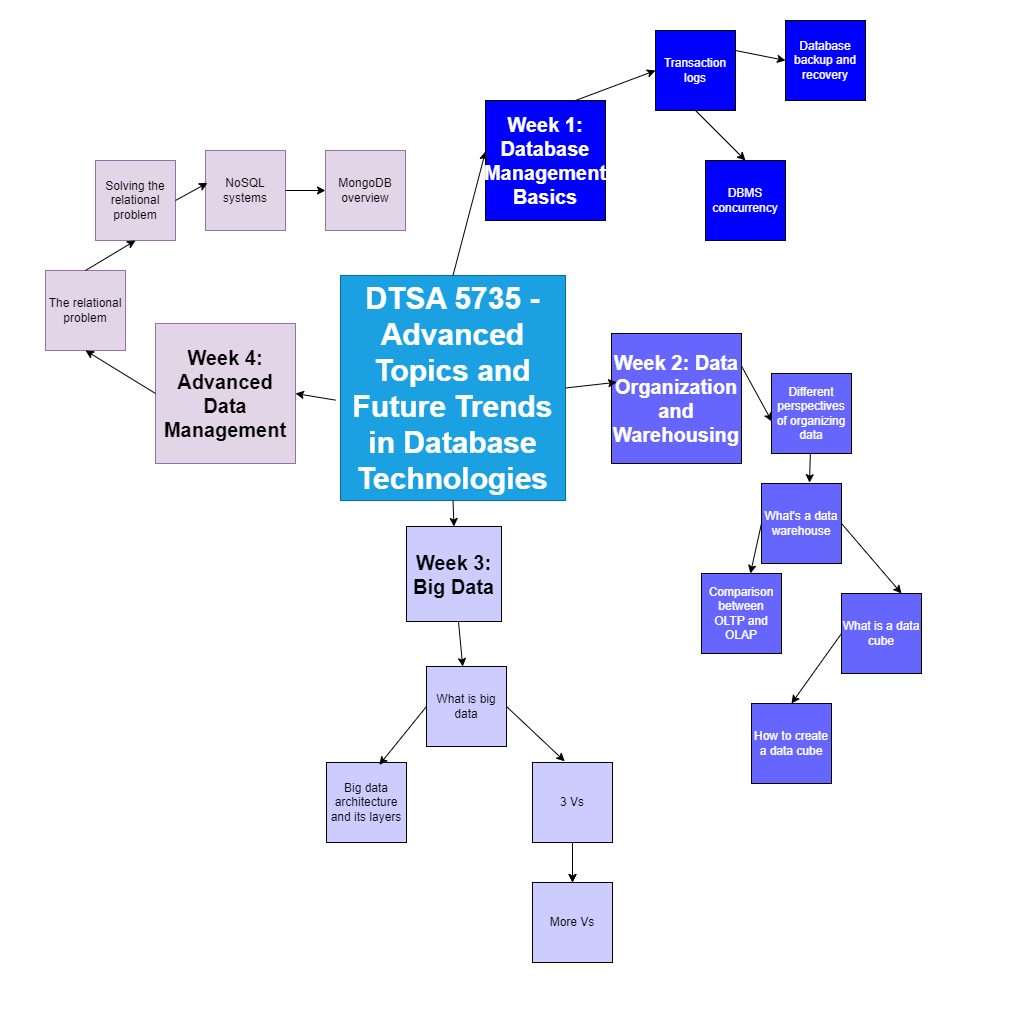 DTSA 5735 -
Advanced
Topics and
Future Trends
in Database
Technologies
Week 1:
Database
Management
Basics
Transaction
logs
Database
backup and
recovery
DBMS
concurrency
Week 2: Data
Organization
and
Warehousing
Different
perspectives
of organizing
data
What's a data
warehouse
Comparison
between
OLTP and
OLAP
What is a data
cube
How to create
a data cube
Week 3:
Big Data
What is big
data
Big data
architecture
and its layers
3 Vs
More Vs
Week 4:
Advanced
Data
Management
The relational
problem
Solving the
relational
problem
NoSQL
systems
MongoDB
overview